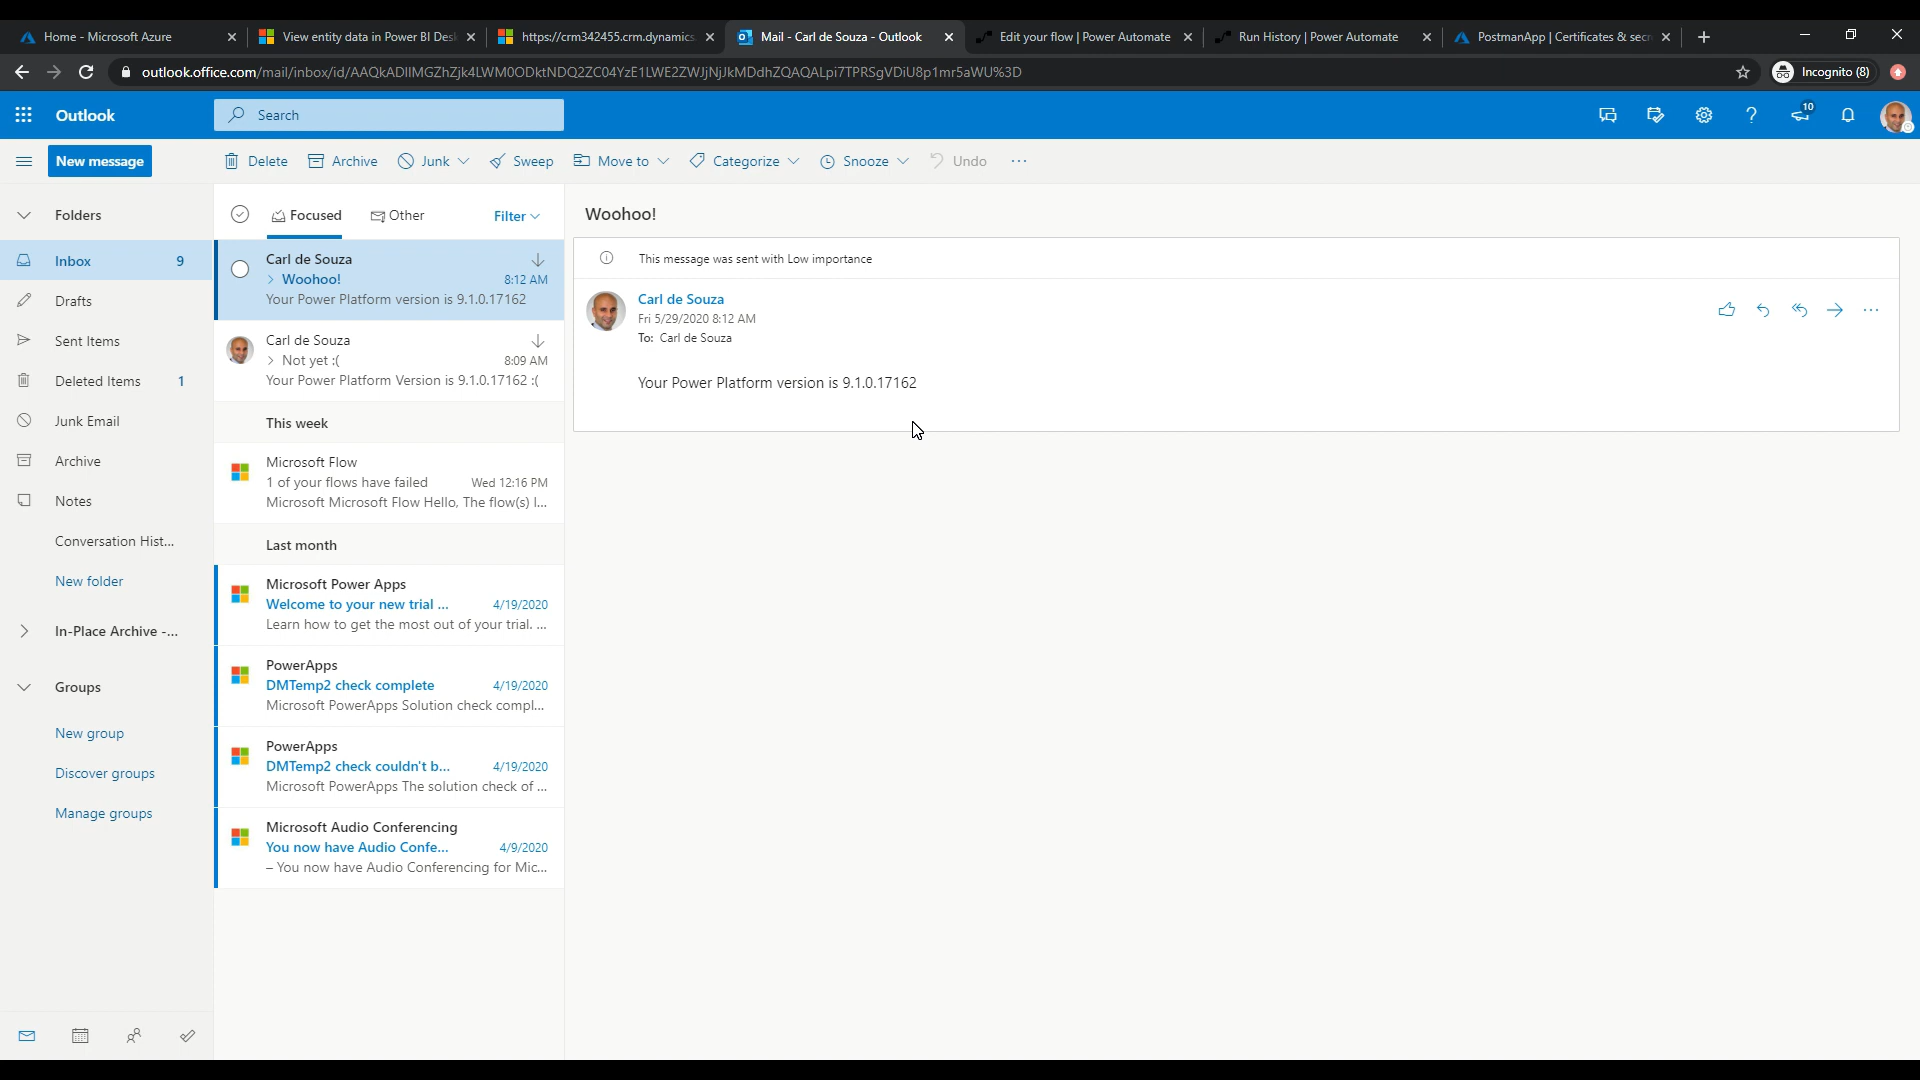 Home - Microsoft Azure
View entity data in Power BI Des
https://crm342455.crm.dynamics.
Mail - Carl de Souza - Outlook
Edit your flow | Power Automate
Run History | Power Automate
PostmanApp | Certificates & secr
outlook.office.com/mail/inbox/id/AAQkADIIMGZhZjk4LWM0ODktNDQ2ZC04YzE1LWE2ZWJjNjJkMDdhZQAQALpi7TPRSgVDiU8p1mr5aWU%3D
Incognito (8)
Outlook
Search
10
New message
Delete
Archive
Junk
Sweep
Move to
Categorize
Snooze
Undo
Folders
Inbox 9
Drafts
Sent Items
Deleted Items 1
Junk Email
Archive
Notes
Conversation Hist...
New folder
In-Place Archive -...
Groups
New group
Discover groups
Manage groups
Focused
Other
Filter
Carl de Souza
> Woohoo! 8:12 AM
Your Power Platform version is 9.1.0.17162
Carl de Souza
> Not yet :( 8:09 AM
Your Power Platform Version is 9.1.0.17162 :(
This week
Microsoft Flow
1 of your flows have failed Wed 12:16 PM
Microsoft Microsoft Flow Hello, The flow(s) l...
Last month
Microsoft Power Apps
Welcome to your new trial ... 4/19/2020
Learn how to get the most out of your trial. ...
PowerApps
DMTemp2 check complete 4/19/2020
Microsoft PowerApps Solution check compl...
PowerApps
DMTemp2 check couldn't b... 4/19/2020
Microsoft PowerApps The solution check of ...
Microsoft Audio Conferencing
You now have Audio Confe... 4/9/2020
– You now have Audio Conferencing for Mic...
Woohoo!
This message was sent with Low importance
Carl de Souza
Fri 5/29/2020 8:12 AM
To: Carl de Souza
Your Power Platform version is 9.1.0.17162